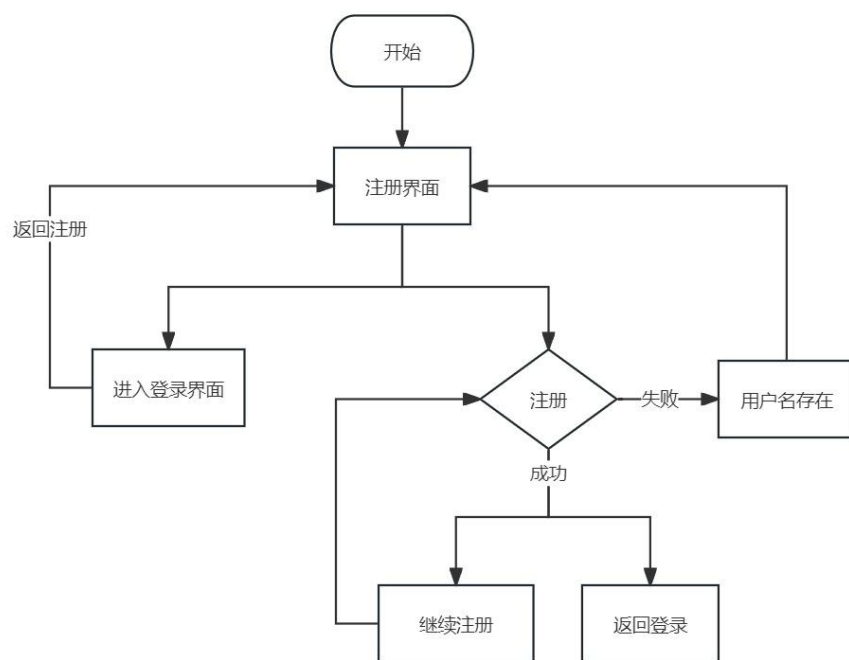 开始
注册界面
返回注册
进入登录界面
注册
失败
用户名存在
成功
继续注册
返回登录